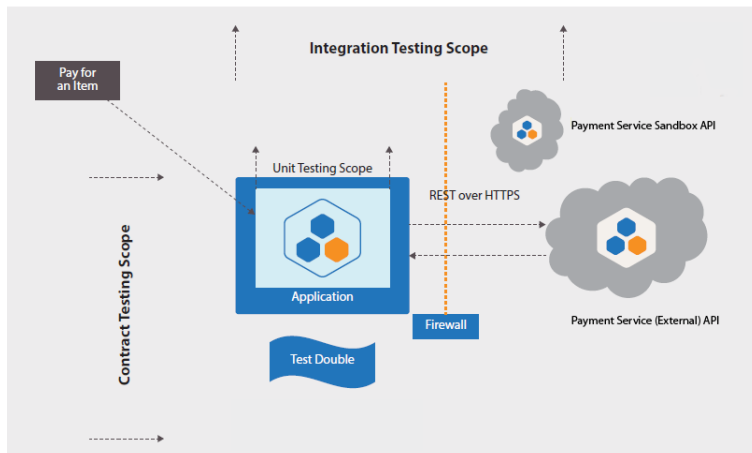 Integration Testing Scope
Pay for
an Item
Payment Service Sandbox API
Unit Testing Scope
REST over HTTPS
Contract Testing Scope
Application
Payment Service (External) API
Firewall
Test Double